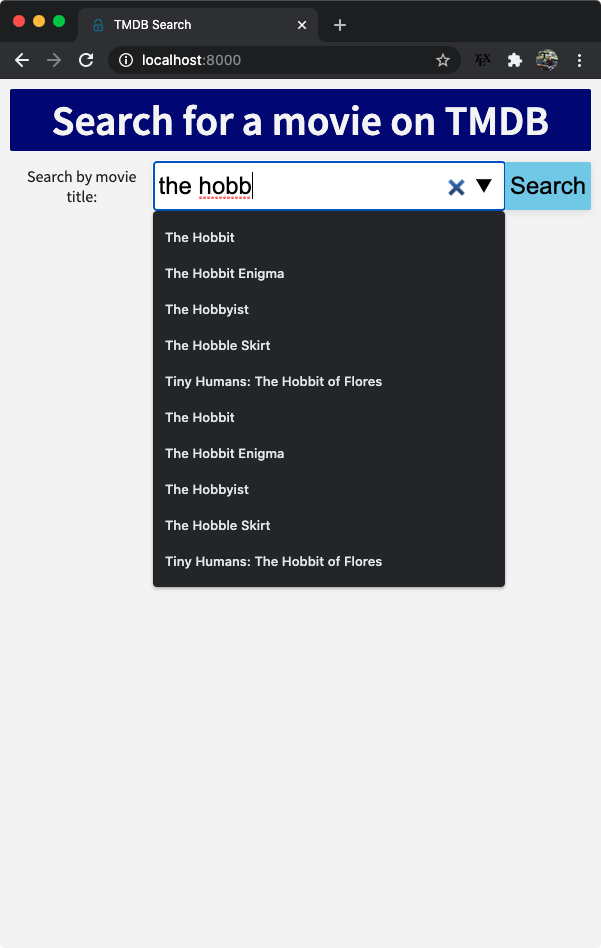 TMDB Search
localhost:8000
TEX
Search for a movie on TMDB
Search by movie
title:
the hobb
Search
The Hobbit
The Hobbit Enigma
The Hobbyist
The Hobble Skirt
Tiny Humans: The Hobbit of Flores
The Hobbit
The Hobbit Enigma
The Hobbyist
The Hobble Skirt
Tiny Humans: The Hobbit of Flores